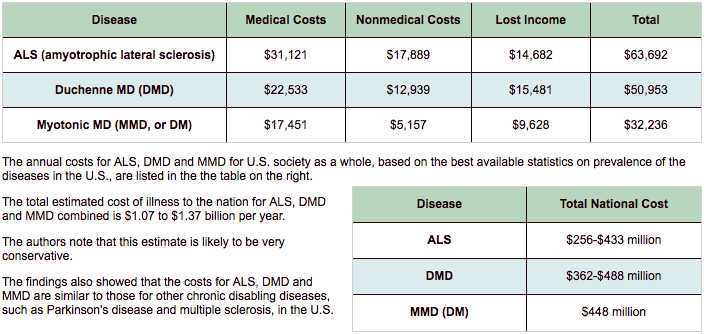 Disease Medical Costs Nonmedical Costs Lost Income Total
ALS (amyotrophic lateral sclerosis) $31,121 $17,889 $14,682 $63,692
Duchenne MD (DMD) $22,533 $12,939 $15,481 $50,953
Myotonic MD (MMD, or DM) $17,451 $5,157 $9,628 $32,236
The annual costs for ALS, DMD and MMD for U.S. society as a whole, based on the best available statistics on prevalence of the
diseases in the U.S., are listed in the the table on the right.
The total estimated cost of illness to the nation for ALS, DMD
and MMD combined is $1.07 to $1.37 billion per year.
The authors note that this estimate is likely to be very
conservative.
The findings also showed that the costs for ALS, DMD and
MMD are similar to those for other chronic disabling diseases,
such as Parkinson's disease and multiple sclerosis, in the U.S.
Disease Total National Cost
ALS $256-$433 million
DMD $362-$488 million
MMD (DM) $448 million